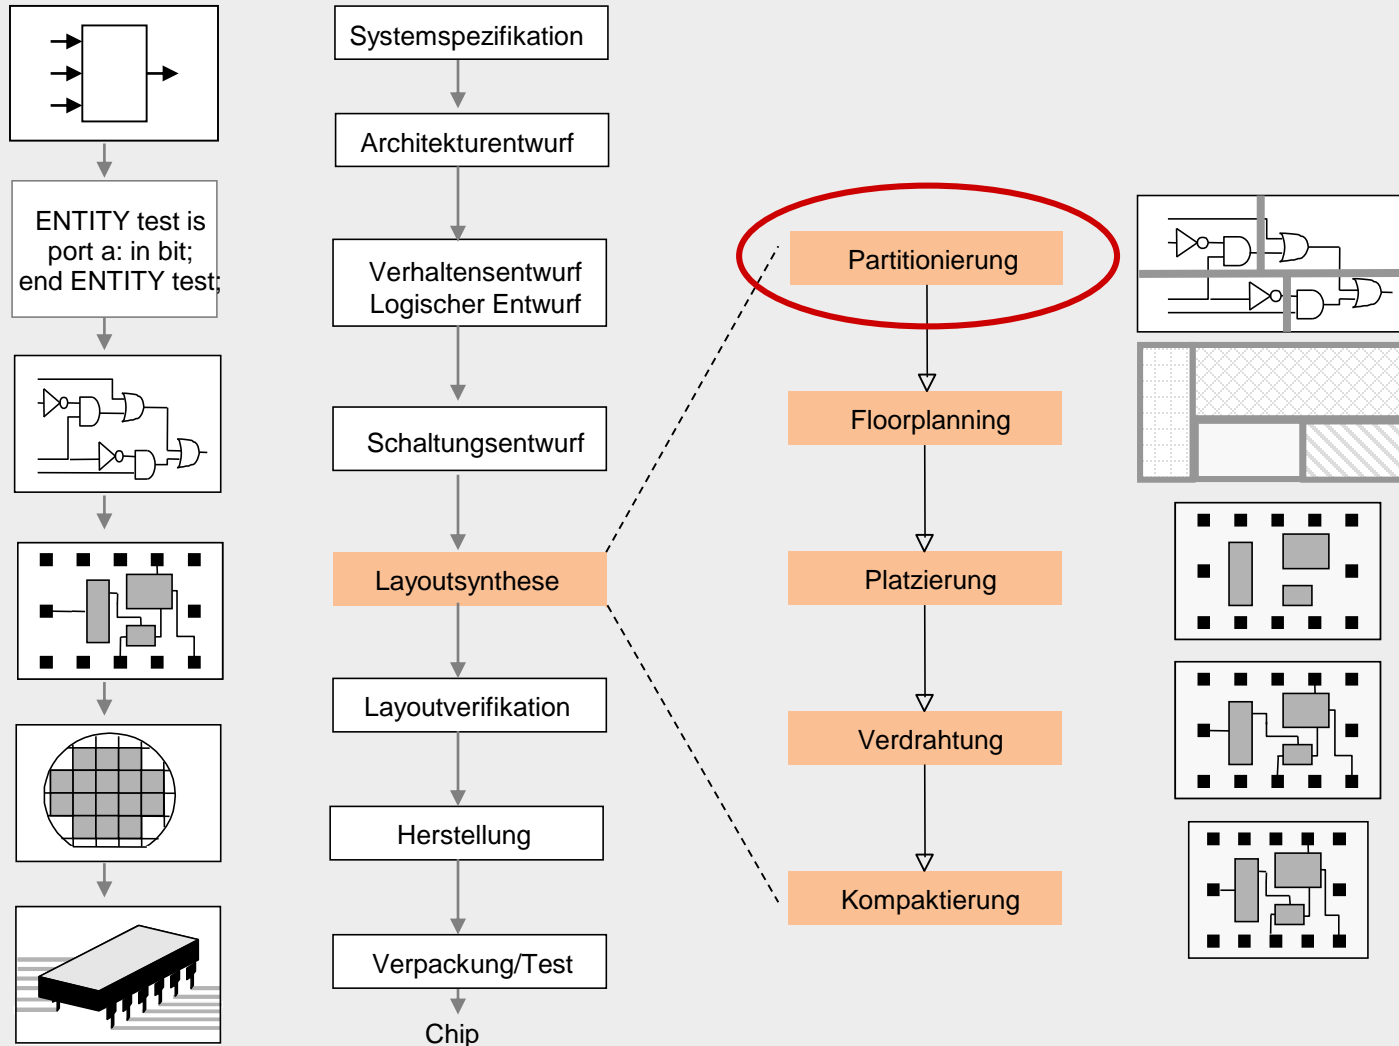 Systemspezifikation
Architekturentwurf
ENTITY test is
port a: in bit;
end ENTITY test;
Verhaltensentwurf
Logischer Entwurf
Schaltungsentwurf
Layoutsynthese
Layoutverifikation
Herstellung
Verpackung/Test
Chip
Partitionierung
Floorplanning
Platzierung
Verdrahtung
Kompaktierung